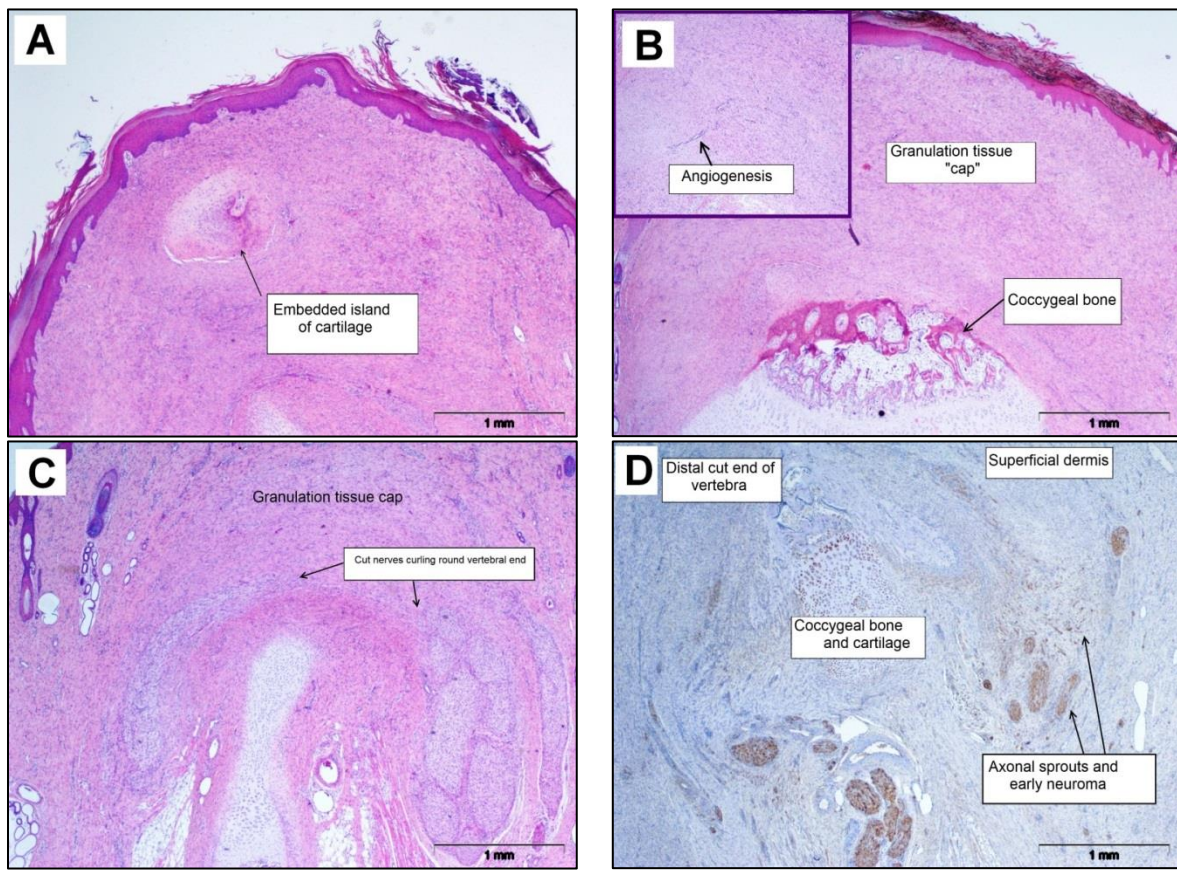 A
Embedded island
of cartilage
1 mm
B
Angiogenesis
Granulation tissue
"cap"
Coccygeal bone
1 mm
C
Granulation tissue cap
Cut nerves curling round vertebral end
1 mm
D
Distal cut end of
vertebra
Superficial dermis
Coccygeal bone
and cartilage
Axonal sprouts and
early neuroma
1 mm